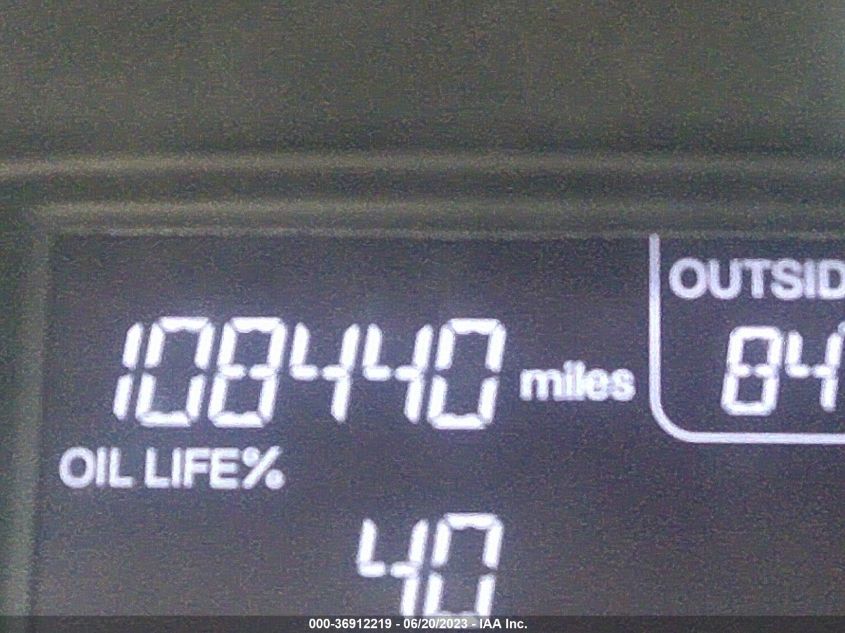 OUTSID
84°
108440 miles
OIL LIFE%
40
000-36912219 - 06/20/2023 - IAA Inc.